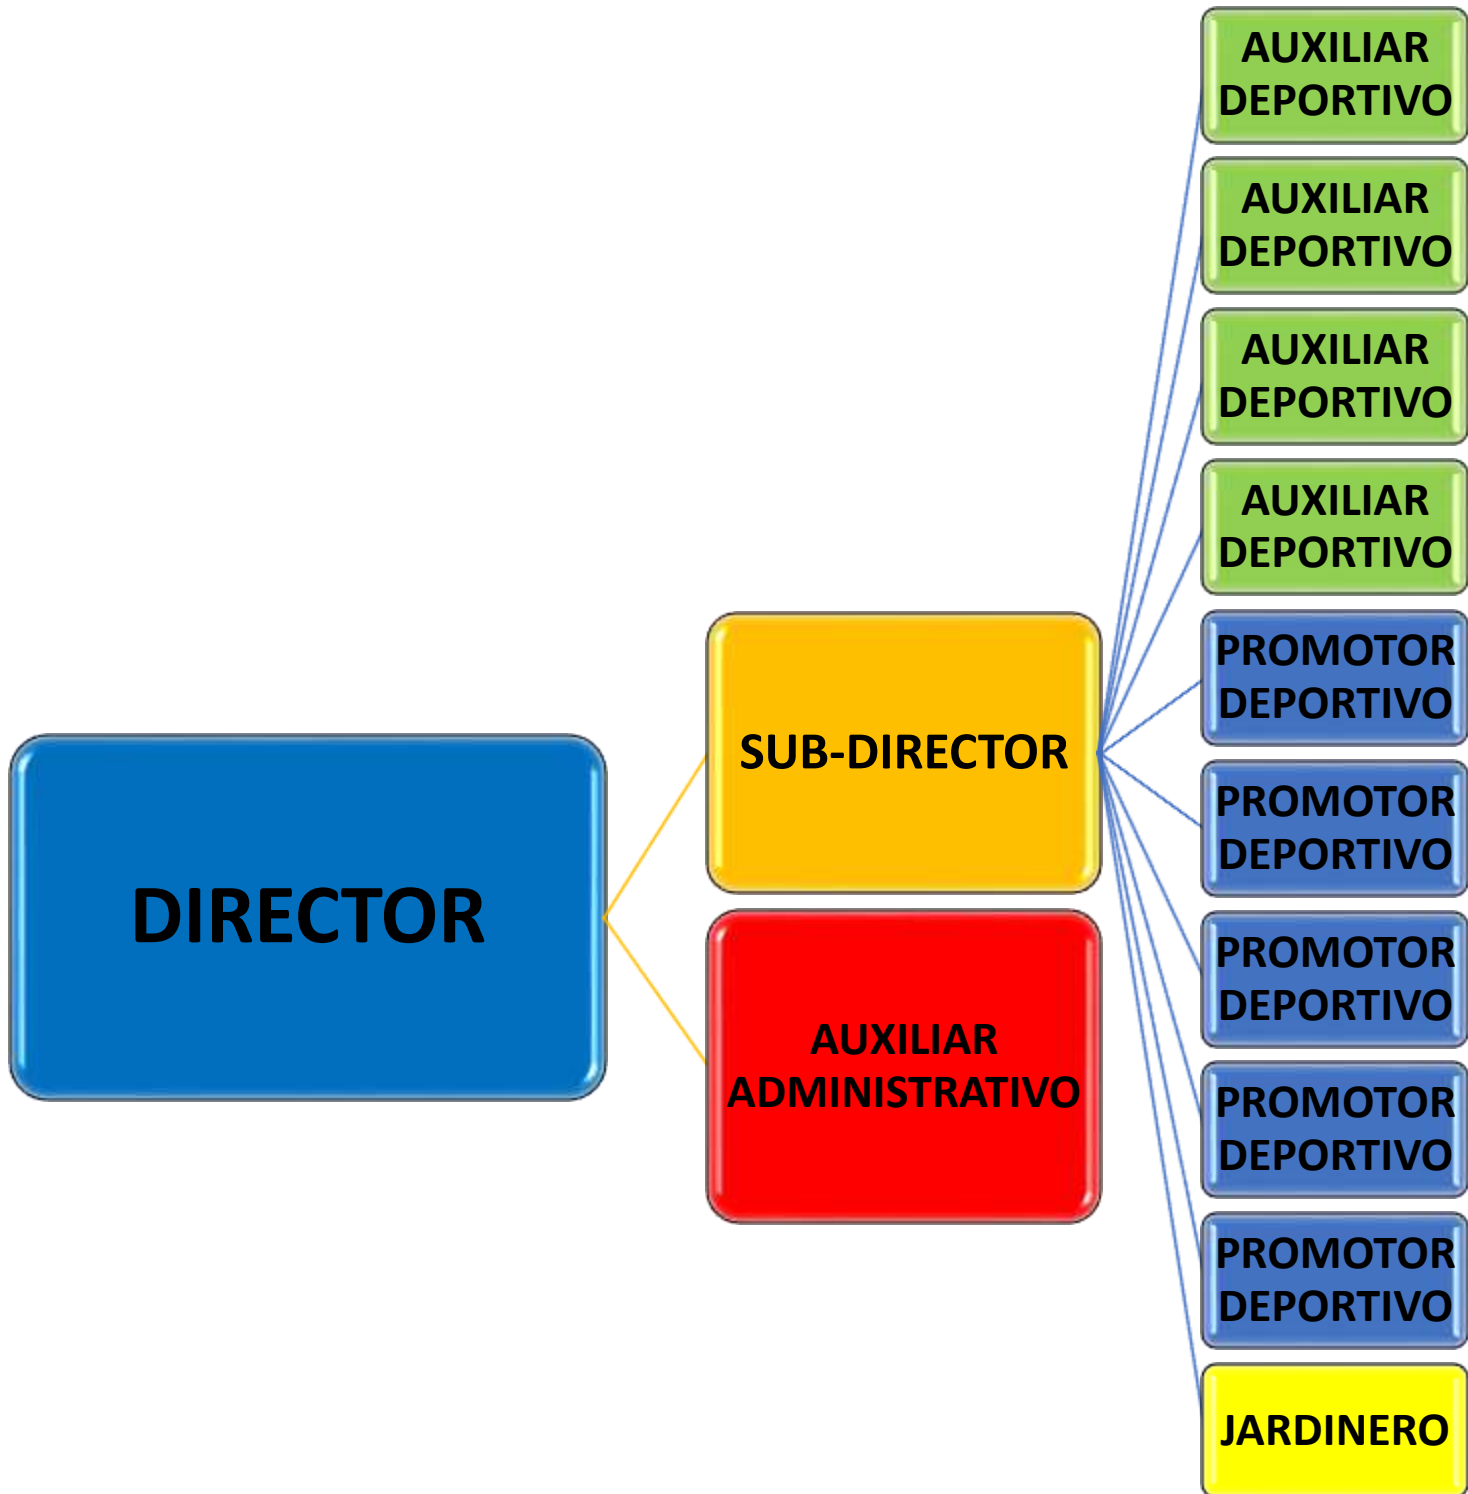 DIRECTOR
SUB-DIRECTOR
AUXILIAR
ADMINISTRATIVO
AUXILIAR
DEPORTIVO
AUXILIAR
DEPORTIVO
AUXILIAR
DEPORTIVO
AUXILIAR
DEPORTIVO
PROMOTOR
DEPORTIVO
PROMOTOR
DEPORTIVO
PROMOTOR
DEPORTIVO
PROMOTOR
DEPORTIVO
PROMOTOR
DEPORTIVO
JARDINERO